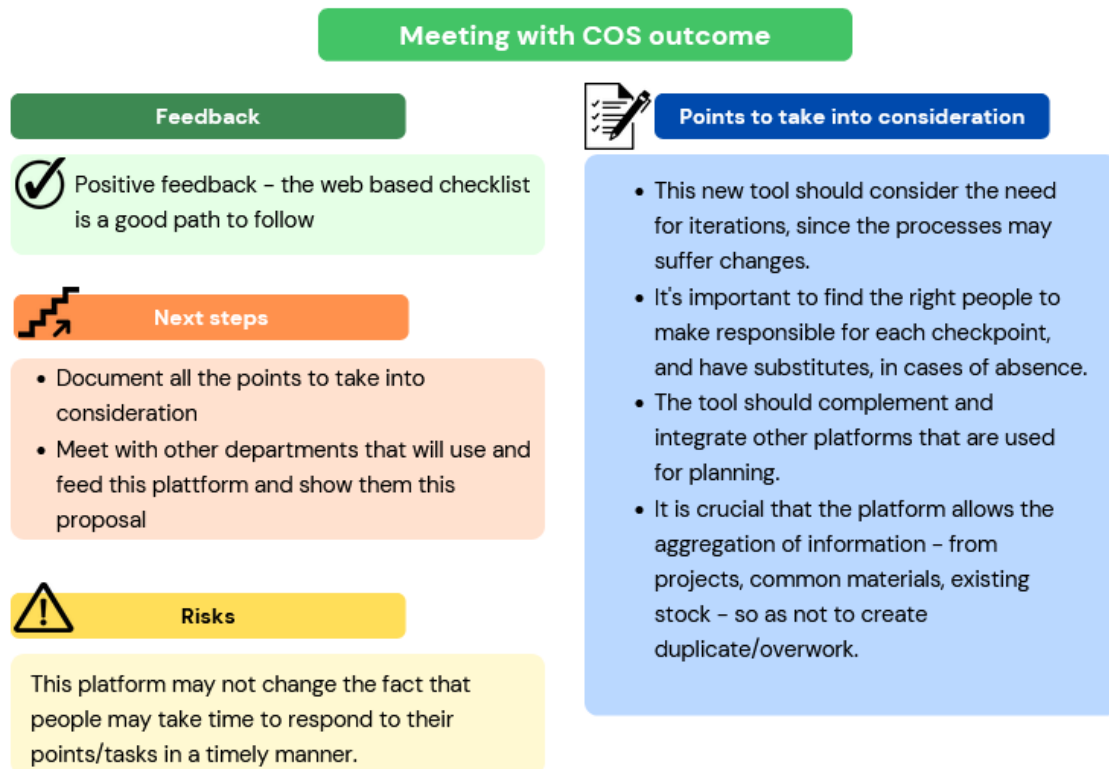 Meeting with COS outcome
Feedback
Positive feedback - the web based checklist
is a good path to follow
Next steps
• Document all the points to take into
consideration
• Meet with other departments that will use and
feed this plattform and show them this
proposal
Risks
This platform may not change the fact that
people may take time to respond to their
points/tasks in a timely manner.
Points to take into consideration
• This new tool should consider the need
for iterations, since the processes may
suffer changes.
• It's important to find the right people to
make responsible for each checkpoint,
and have substitutes, in cases of absence.
• The tool should complement and
integrate other platforms that are used
for planning.
• It is crucial that the platform allows the
aggregation of information - from
projects, common materials, existing
stock - so as not to create
duplicate/overwork.